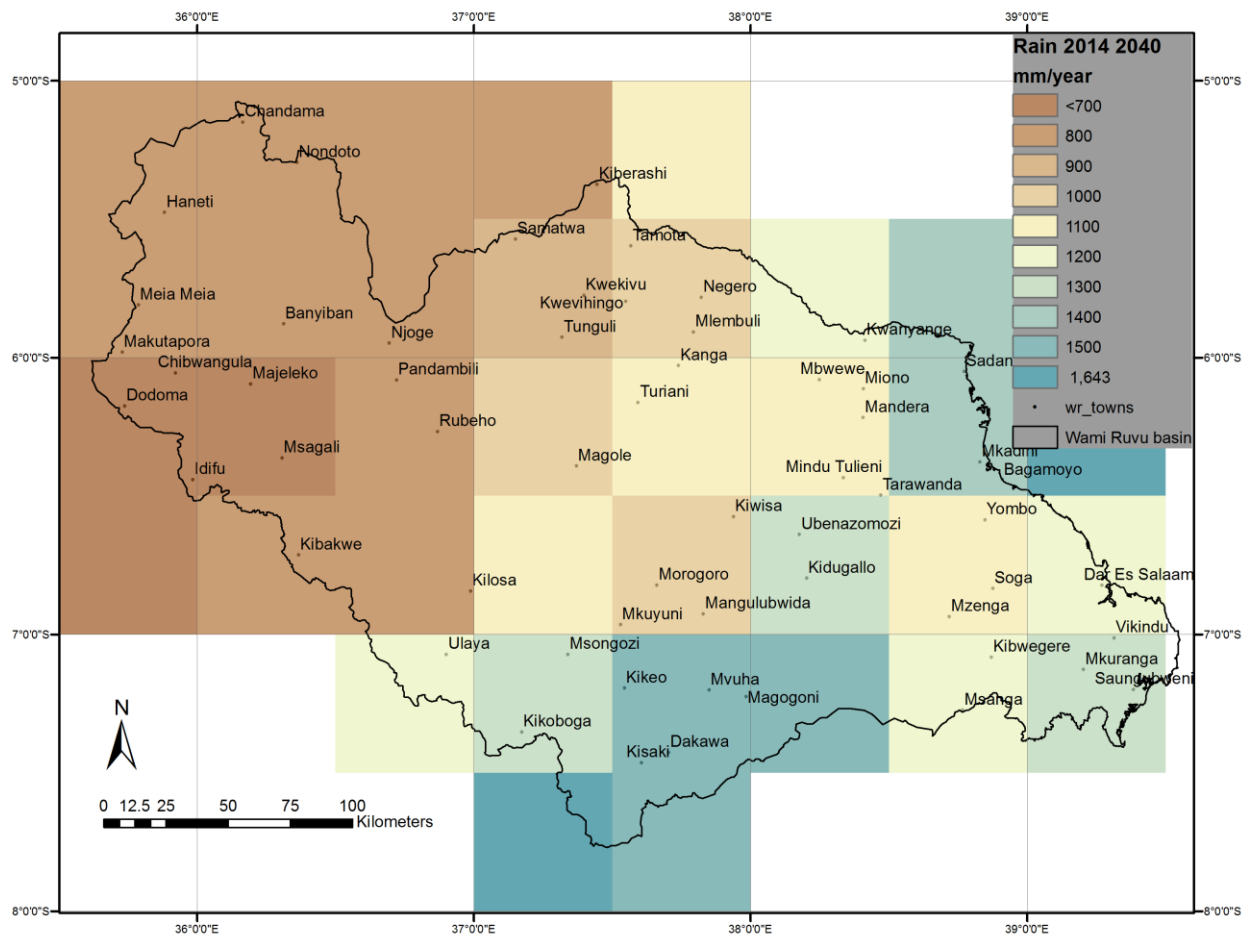 36°0'0"E 37°0'0"E 38°0'0"E 39°0'0"E
Rain 2014 2040
mm/year
<700
800
900
1000
1100
1200
1300
1400
1500
1,643
wr_towns
Wami Ruvu basin
5°0'0"S 5°0'0"S
Chandama
Nondoto
Kiberashi
Haneti
Samatwa
Tamota
Kwekivu
Negero
Meia Meia
Kwevihingo
Banyiban
Tunguli
Mlembuli
Njoge
Kwanyange
Makutapora
Kanga
6°0'0"S 6°0'0"S
Chibwangula
Majeleko
Pandambili
Mbwewe
Sadan
Miono
Dodoma
Turiani
Mandera
Rubeho
Msagali
Magole
Mkadini
Idifu
Mindu Tulieni
Bagamoyo
Tarawanda
Kiwisa
Yombo
Ubenazomozi
Kibakwe
Kidugallo
Kilosa
Morogoro
Soga
Dar Es Salaam
Mangulubwida
Mzenga
Mkuyuni
Vikindu
7°0'0"S 7°0'0"S
Ulaya
Msongozi
Kibwegere
Mkuranga
Kikeo
Mvuha
Saungubweni
Magogoni
Msanga
N
Kikoboga
Dakawa
Kisaki
0 12.5 25 50 75 100
Kilometers
8°0'0"S 8°0'0"S
36°0'0"E 37°0'0"E 38°0'0"E 39°0'0"E